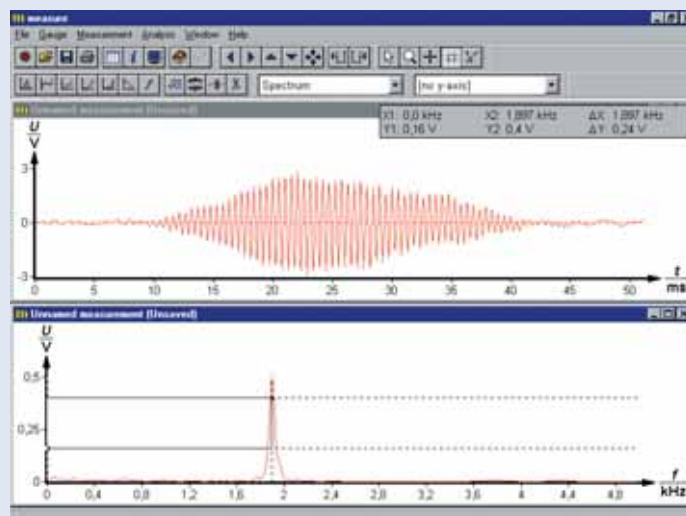 measure
File Gauge Measurement Analysis Window Help
Spectrum [no y-axis]
Unnamed measurement (Unsaved)
X1: 0,0 kHz X2: 1,897 kHz ΔX: 1,897 kHz
Y1: 0,16 V Y2: 0,4 V ΔY: 0,24 V
U
V
3
0
-3
0 5 10 15 20 25 30 35 40 45 50
t
ms
Unnamed measurement (Unsaved)
U
V
0,5
0,25
0
0 0,4 0,8 1,2 1,6 2 2,4 2,8 3,2 3,6 4 4,4 4,8
f
kHz